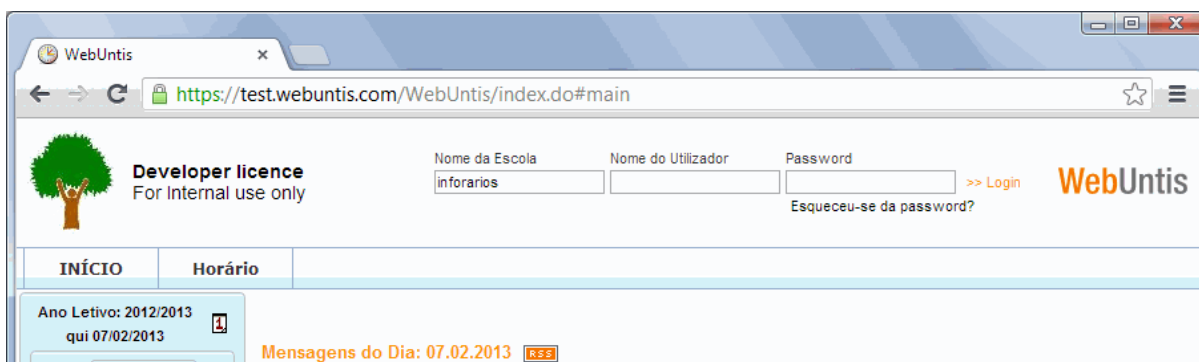 WebUntis
https://test.webuntis.com/WebUntis/index.do#main
Developer licence
For Internal use only
Nome da Escola
Nome do Utilizador
Password
inforarios
>> Login
Esqueceu-se da password?
WebUntis
INÍCIO
Horário
Ano Letivo: 2012/2013
qui 07/02/2013
1
Mensagens do Dia: 07.02.2013
RSS